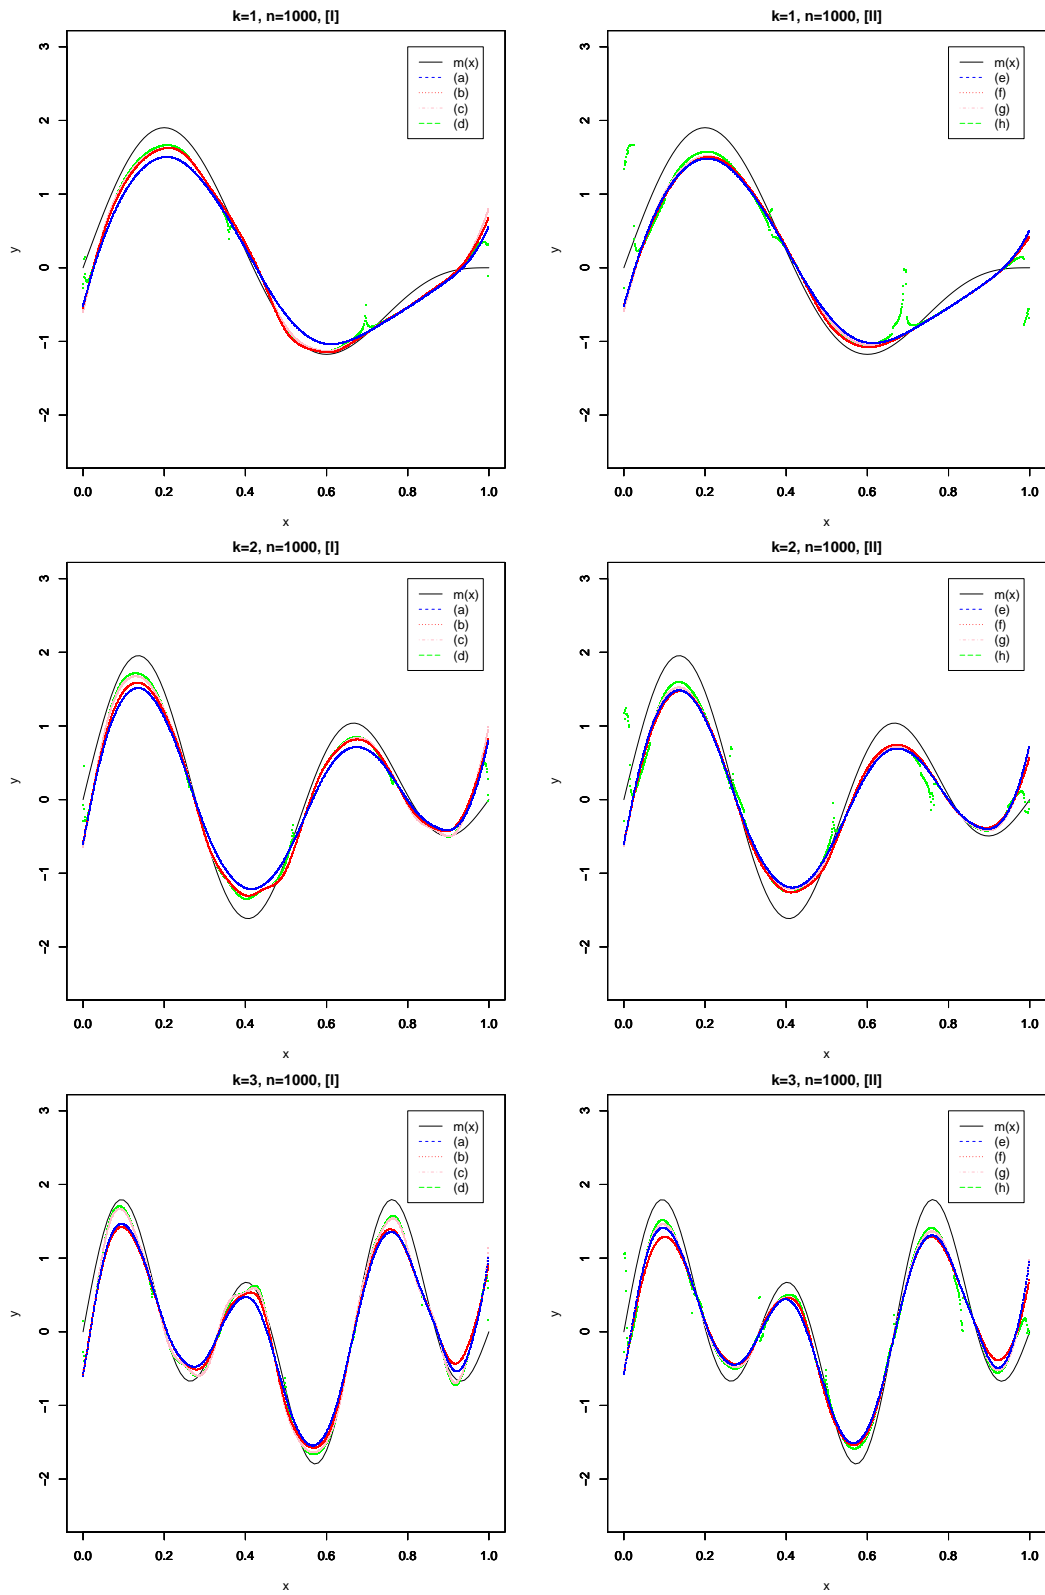 k=1, n=1000, [I]
3
2
1
0
-1
-2
y
0.0 0.2 0.4 0.6 0.8 1.0
x
m(x)
(a)
(b)
(c)
(d)
k=1, n=1000, [II]
3
2
1
0
-1
-2
y
0.0 0.2 0.4 0.6 0.8 1.0
x
m(x)
(e)
(f)
(g)
(h)
k=2, n=1000, [I]
3
2
1
0
-1
-2
y
0.0 0.2 0.4 0.6 0.8 1.0
x
m(x)
(a)
(b)
(c)
(d)
k=2, n=1000, [II]
3
2
1
0
-1
-2
y
0.0 0.2 0.4 0.6 0.8 1.0
x
m(x)
(e)
(f)
(g)
(h)
k=3, n=1000, [I]
3
2
1
0
-1
-2
y
0.0 0.2 0.4 0.6 0.8 1.0
x
m(x)
(a)
(b)
(c)
(d)
k=3, n=1000, [II]
3
2
1
0
-1
-2
y
0.0 0.2 0.4 0.6 0.8 1.0
x
m(x)
(e)
(f)
(g)
(h)